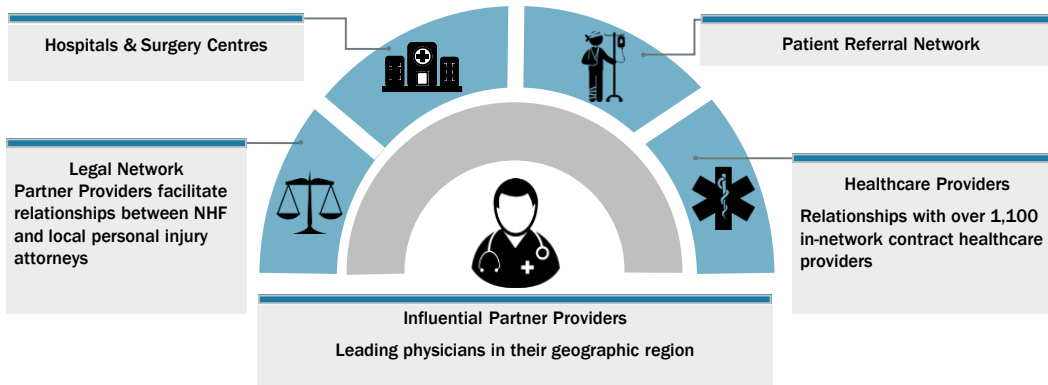 Hospitals & Surgery Centres
Patient Referral Network
Legal Network
Partner Providers facilitate
relationships between NHF
and local personal injury
attorneys
Healthcare Providers
Relationships with over 1,100
in-network contract healthcare
providers
Influential Partner Providers
Leading physicians in their geographic region